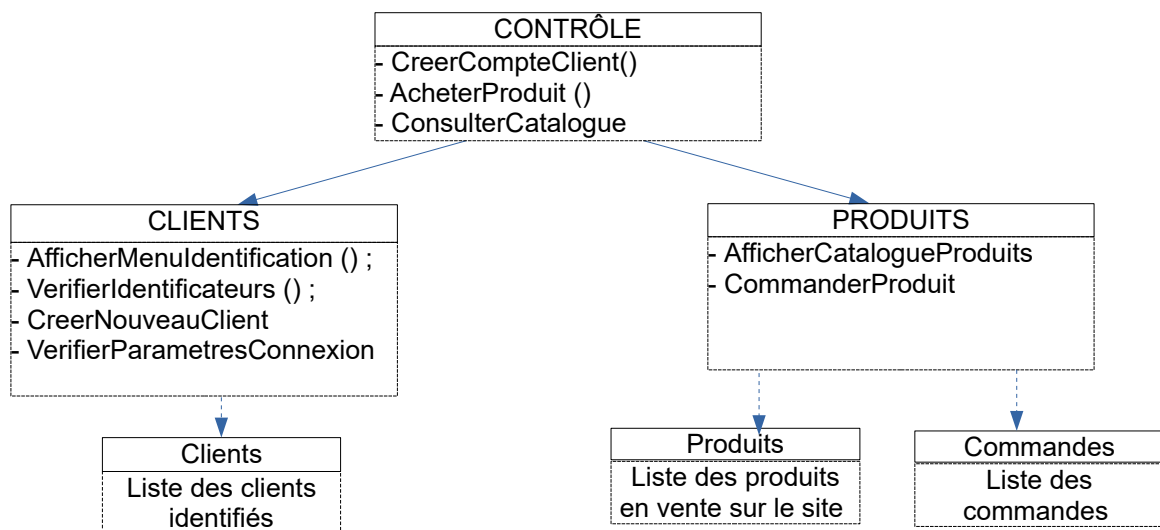 CONTRÔLE
- CreerCompteClient()
- AcheterProduit ()
- ConsulterCatalogue
CLIENTS
- AfficherMenuIdentification () ;
- VerifierIdentificateurs () ;
- CreerNouveauClient
- VerifierParametresConnexion
PRODUITS
- AfficherCatalogueProduits
- CommanderProduit
Clients
Liste des clients
identifiés
Produits
Liste des produits
en vente sur le site
Commandes
Liste des
commandes